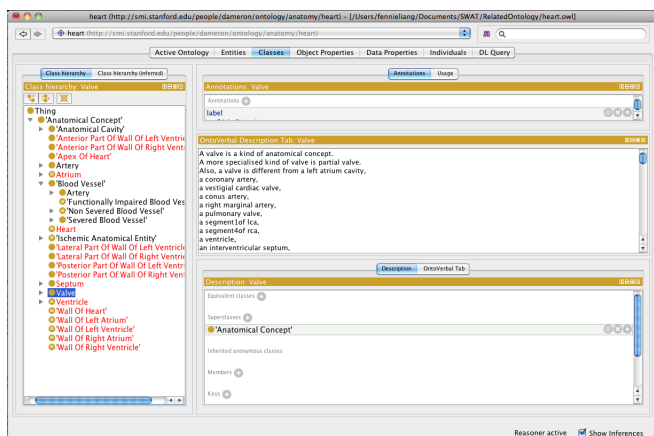 heart (http://smi.stanford.edu/people/dameron/ontology/anatomy/heart) – [/Users/fennieliang/Documents/SWAT/RelatedOntology/heart.owl]
heart (http://smi.stanford.edu/people/dameron/ontology/anatomy/heart)
Active Ontology Entities Classes Object Properties Data Properties Individuals DL Query
Class hierarchy Class hierarchy (inferred)
Class hierarchy: Valve
Thing
'Anatomical Concept'
'Anatomical Cavity'
'Anterior Part Of Wall Of Left Ventricle
'Anterior Part Of Wall Of Right Ventri
'Apex Of Heart'
Artery
Atrium
'Blood Vessel'
Artery
'Functionally Impaired Blood Ves
'Non Severed Blood Vessel'
'Severed Blood Vessel'
Heart
'Ischemic Anatomical Entity'
'Lateral Part Of Wall Of Left Ventricle
'Lateral Part Of Wall Of Right Ventric
'Posterior Part Of Wall Of Left Ventri
'Posterior Part Of Wall Of Right Vent
Septum
Valve
Ventricle
'Wall Of Heart'
'Wall Of Left Atrium'
'Wall Of Left Ventricle'
'Wall Of Right Atrium'
'Wall Of Right Ventricle'
Annotations Usage
Annotations: Valve
Annotations
label
OntoVerbal Description Tab: Valve
A valve is a kind of anatomical concept.
A more specialised kind of valve is partial valve.
Also, a valve is different from a left atrium cavity,
a coronary artery,
a vestigial cardiac valve,
a conus artery,
a right marginal artery,
a pulmonary valve,
a segment1of lca,
a segment4of rca,
a ventricle,
an interventricular septum,
Description OntoVerbal Tab
Description: Valve
Equivalent classes
Superclasses
'Anatomical Concept'
Inherited anonymous classes
Members
Keys
Reasoner active Show Inferences